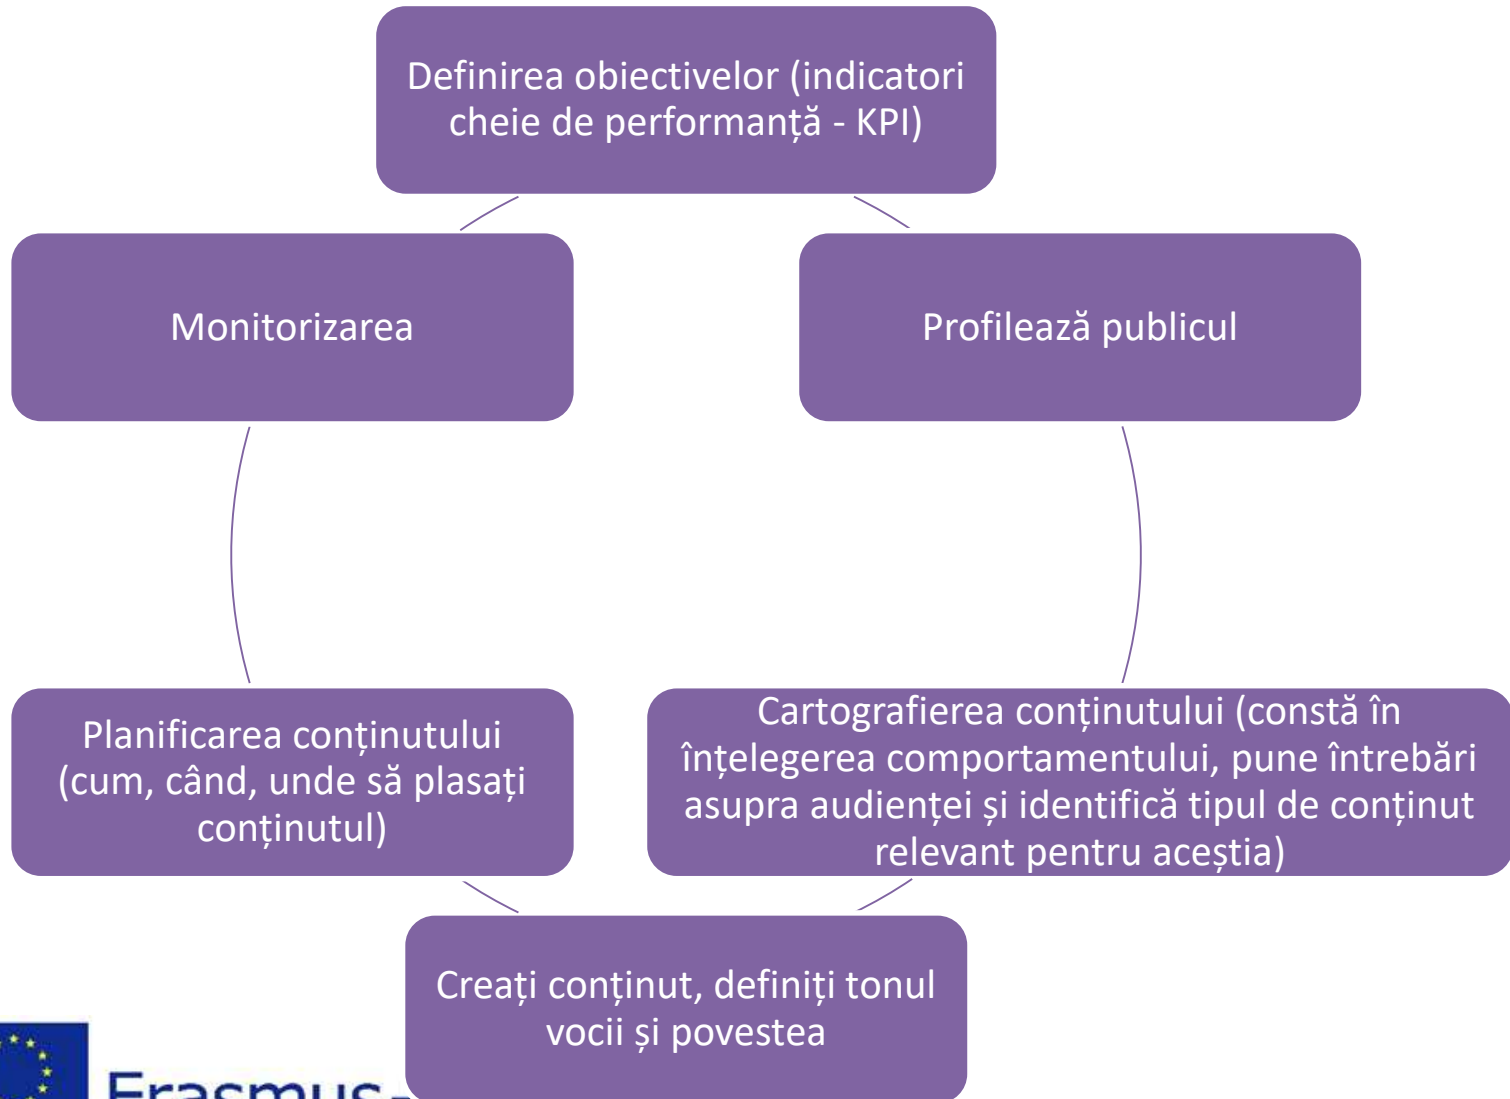 Definirea obiectivelor (indicatori
cheie de performanță - KPI)
Monitorizarea
Profilează publicul
Planificarea conținutului
(cum, când, unde să plasați
conținutul)
Cartografierea conținutului (constă în
înțelegerea comportamentului, pune întrebări
asupra audienței și identifică tipul de conținut
relevant pentru aceștia)
Creați conținut, definiți tonul
vocii și povestea
Erasmus+